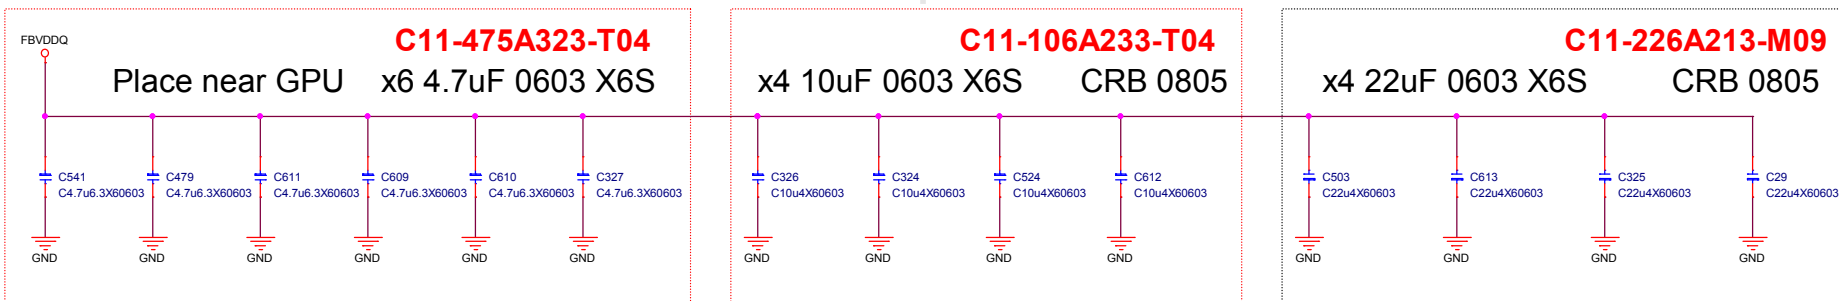 FBVDDQ
C11-475A323-T04
Place near GPU x6 4.7uF 0603 X6S
C541
C4.7u6.3X60603
C479
C4.7u6.3X60603
C611
C4.7u6.3X60603
C609
C4.7u6.3X60603
C610
C4.7u6.3X60603
C327
C4.7u6.3X60603
GND
GND
GND
GND
GND
GND
C11-106A233-T04
x4 10uF 0603 X6S CRB 0805
C326
C10u4X60603
C324
C10u4X60603
C524
C10u4X60603
C612
C10u4X60603
GND
GND
GND
GND
C11-226A213-M09
x4 22uF 0603 X6S CRB 0805
C503
C22u4X60603
C613
C22u4X60603
C325
C22u4X60603
C29
C22u4X60603
GND
GND
GND
GND